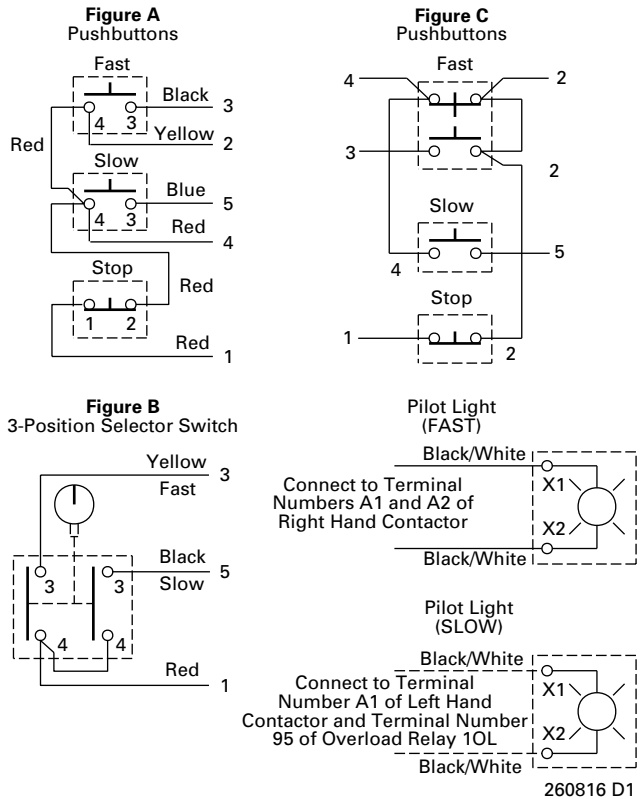 Figure A
Pushbuttons
Fast
4 3
Black 3
Yellow 2
Red
Slow
4 3
Blue 5
Red 4
Red
Stop
1 2
Red 1
Figure C
Pushbuttons
Fast
4 2
3 2
Slow
4 5
Stop
1 2
Figure B
3-Position Selector Switch
Yellow 3
Fast
Black 5
Slow
3 3
4 4
Red 1
Pilot Light
(FAST)
Black/White
X1
Connect to Terminal
Numbers A1 and A2 of
Right Hand Contactor
X2
Black/White
Pilot Light
(SLOW)
Black/White
X1
Connect to Terminal
Number A1 of Left Hand
Contactor and Terminal Number
95 of Overload Relay 1OL
X2
Black/White
260816 D1